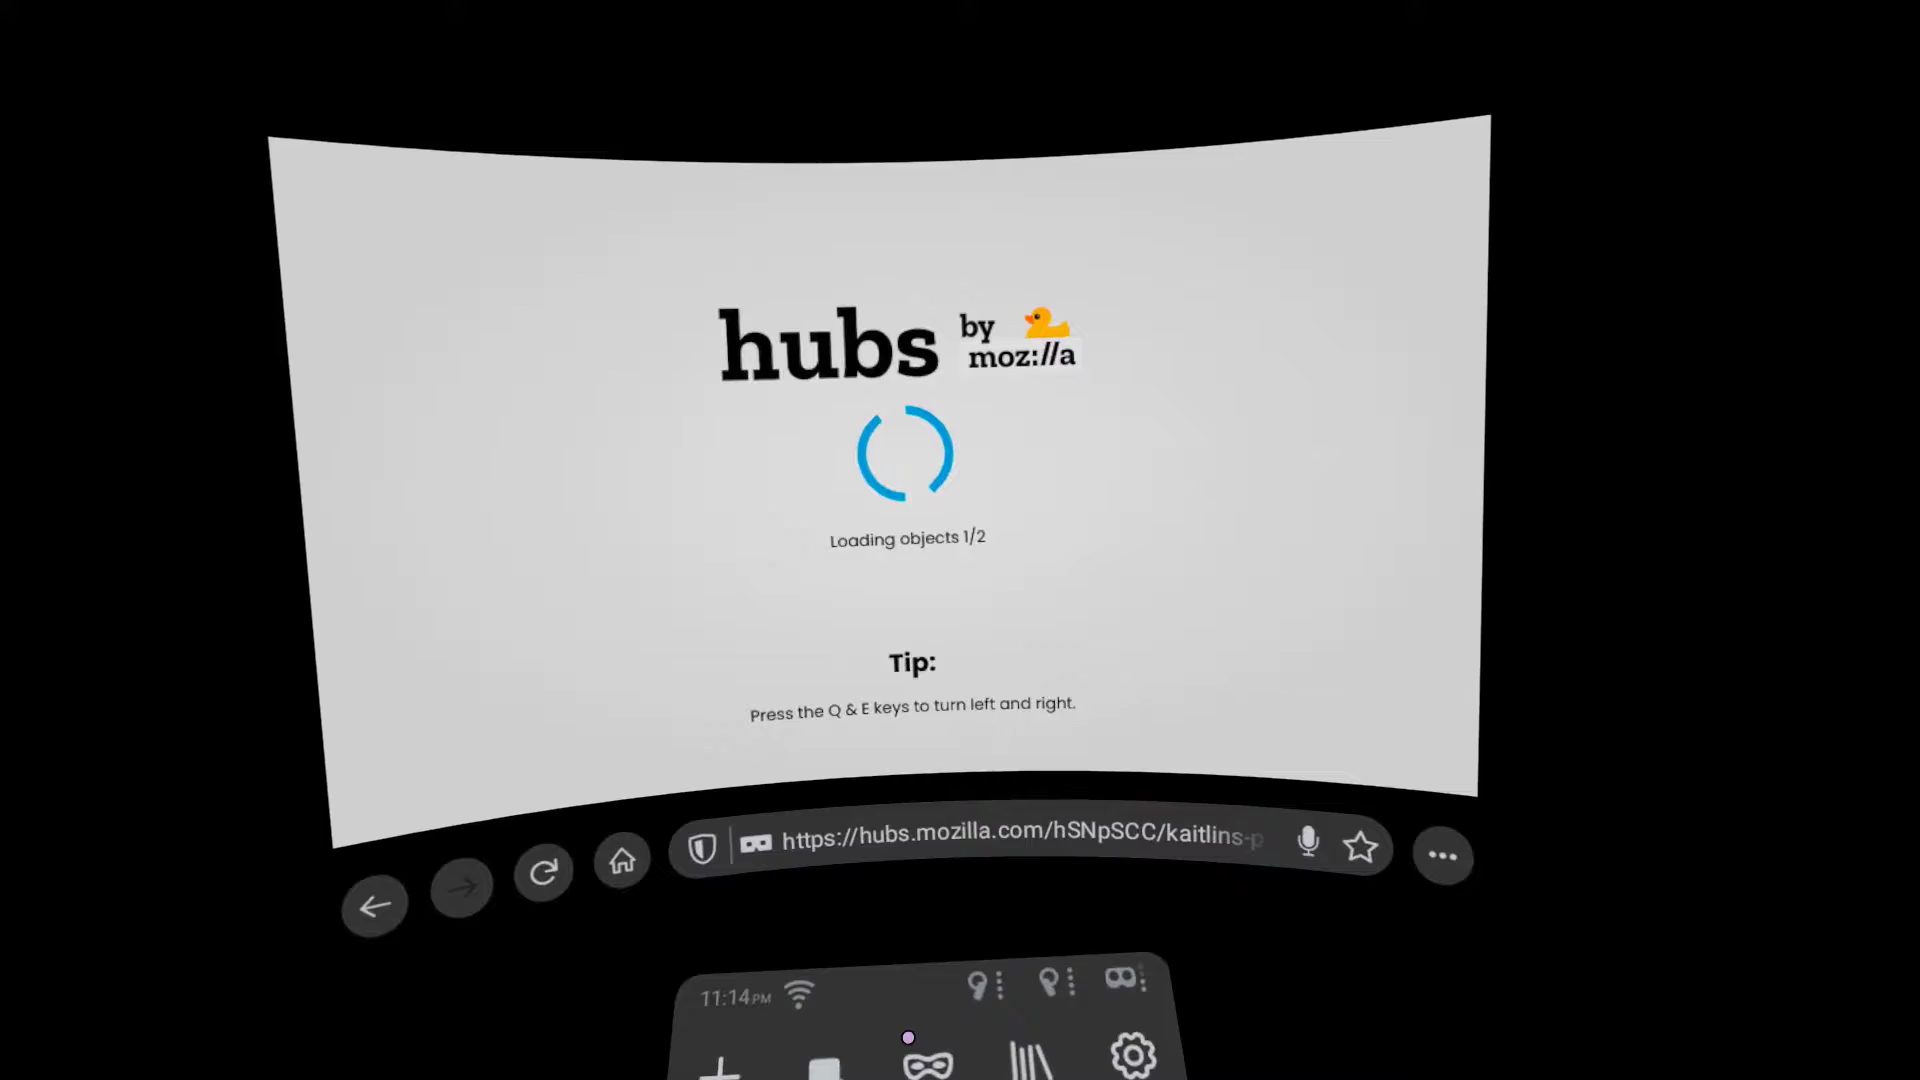 hubs by
moz://a
Loading objects 1/2
Tip:
Press the Q & E keys to turn left and right.
https://hubs.mozilla.com/hSNpSCC/kaitlins-p
11:14PM